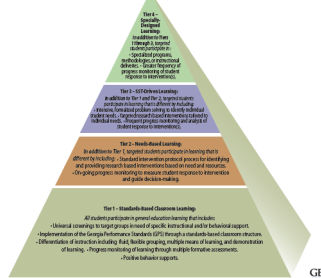 Tier 4 –
Specially-
Designed
Learning:
In addition to Tiers
1 through 3, targeted
students participate in:
• Specialized programs,
methodologies, or instructional
deliveries. • Greater frequency of
progress monitoring of student
response to intervention(s).
Tier 3 – SST-Driven Learning:
In addition to Tier 1 and Tier 2, targeted students
participate in learning that is different by including:
• Intensive, formalized problem solving to identify individual
student needs. • Targeted research based interventions tailored to
individual needs. • Frequent progress monitoring and analysis of
student response to intervention(s).
Tier 2 – Needs-Based Learning:
In addition to Tier 1, targeted students participate in learning that is
different by including: • Standard intervention protocol process for identifying
and providing research based interventions based on need and resources.
• On-going progress monitoring to measure student response to intervention
and guide decision-making.
Tier 1 – Standards-Based Classroom Learning:
All students participate in general education learning that includes:
• Universal screenings to target groups in need of specific instructional and/or behavioral support.
• Implementation of the Georgia Performance Standards (GPS) through a standards-based classroom structure.
• Differentiation of instruction including fluid, flexible grouping, multiple means of learning, and demonstration
of learning. • Progress monitoring of learning through multiple formative assessments.
• Positive behavior supports.